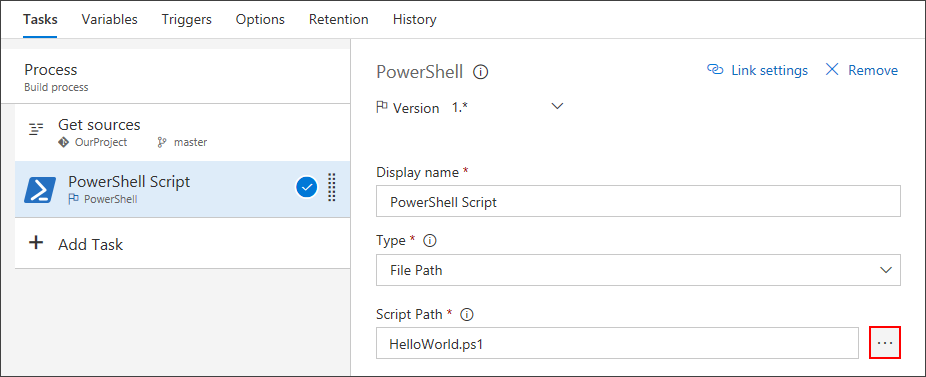 Tasks Variables Triggers Options Retention History
Process
Build process
Get sources
OurProject master
PowerShell Script
PowerShell
+ Add Task
PowerShell
Link settings Remove
Version 1.*
Display name *
PowerShell Script
Type *
File Path
Script Path *
HelloWorld.ps1
...